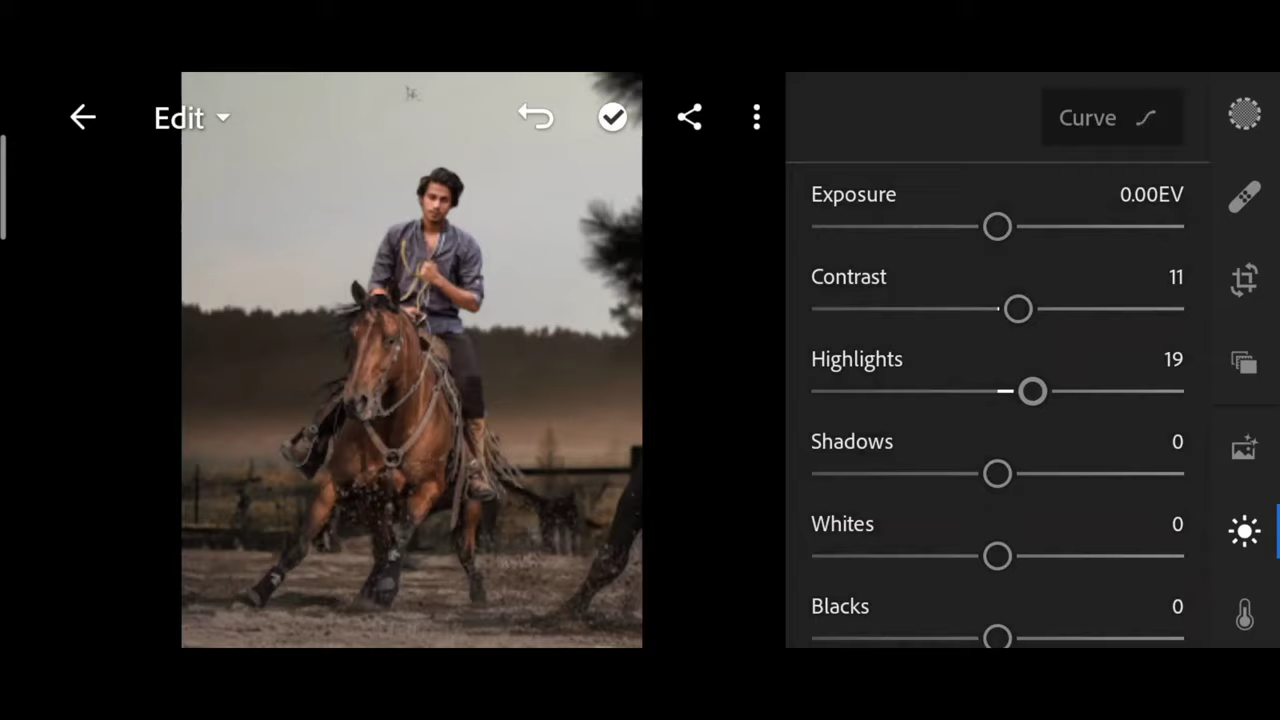 Edit
Curve
Exposure 0.00EV
Contrast 11
Highlights 19
Shadows 0
Whites 0
Blacks 0